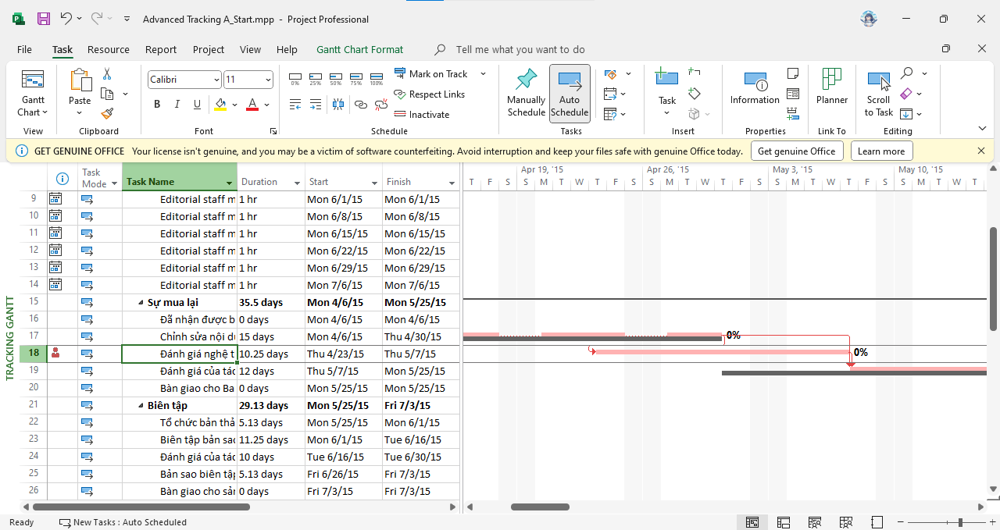 Advanced Tracking A_Start.mpp - Project Professional
File Task Resource Report Project View Help Gantt Chart Format Tell me what you want to do
Gantt Chart
View
Paste
Clipboard
Calibri 11
B I U A
Font
0% 25% 50% 75% 100%
Mark on Track
Respect Links
Inactivate
Schedule
Manually Schedule
Auto Schedule
Tasks
Task
Insert
Information
Properties
Planner
Link To
Scroll to Task
Editing
GET GENUINE OFFICE Your license isn't genuine, and you may be a victim of software counterfeiting. Avoid interruption and keep your files safe with genuine Office today. Get genuine Office Learn more
Task Mode Task Name Duration Start Finish
Apr 19, '15 Apr 26, '15 May 3, '15 May 10, '15
T F S S M T W T F S S M T W T F S S M T W T F S S M T W T
TRACKING GANTT
9 Editorial staff m 1 hr Mon 6/1/15 Mon 6/1/15
10 Editorial staff m 1 hr Mon 6/8/15 Mon 6/8/15
11 Editorial staff m 1 hr Mon 6/15/15 Mon 6/15/15
12 Editorial staff m 1 hr Mon 6/22/15 Mon 6/22/15
13 Editorial staff m 1 hr Mon 6/29/15 Mon 6/29/15
14 Editorial staff m 1 hr Mon 7/6/15 Mon 7/6/15
15 Sự mua lại 35.5 days Mon 4/6/15 Mon 5/25/15
16 Đã nhận được b 0 days Mon 4/6/15 Mon 4/6/15
17 Chỉnh sửa nội dı 15 days Mon 4/6/15 Thu 4/30/15 0%
18 Đánh giá nghệ t 10.25 days Thu 4/23/15 Thu 5/7/15 0%
19 Đánh giá của tác 12 days Thu 5/7/15 Mon 5/25/15
20 Bàn giao cho Ba 0 days Mon 5/25/15 Mon 5/25/15
21 Biên tập 29.13 days Mon 5/25/15 Fri 7/3/15
22 Tổ chức bản thả 5.13 days Mon 5/25/15 Mon 6/1/15
23 Biên tập bản sao 11.25 days Mon 6/1/15 Tue 6/16/15
24 Đánh giá của tác 10 days Tue 6/16/15 Tue 6/30/15
25 Bản sao biên tập 5.13 days Fri 6/26/15 Fri 7/3/15
26 Bàn giao cho sản 0 days Fri 7/3/15 Fri 7/3/15
Ready New Tasks : Auto Scheduled